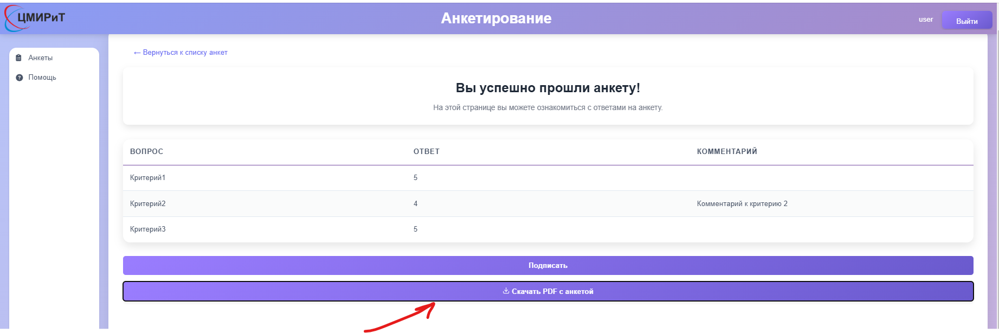 ЦМИРиТ
Анкетирование
user
Выйти
Анкеты
Помощь
← Вернуться к списку анкет
Вы успешно прошли анкету!
На этой странице вы можете ознакомиться с ответами на анкету.
ВОПРОС ОТВЕТ КОММЕНТАРИЙ
Критерий1 5
Критерий2 4 Комментарий к критерию 2
Критерий3 5
Подписать
Скачать PDF с анкетой